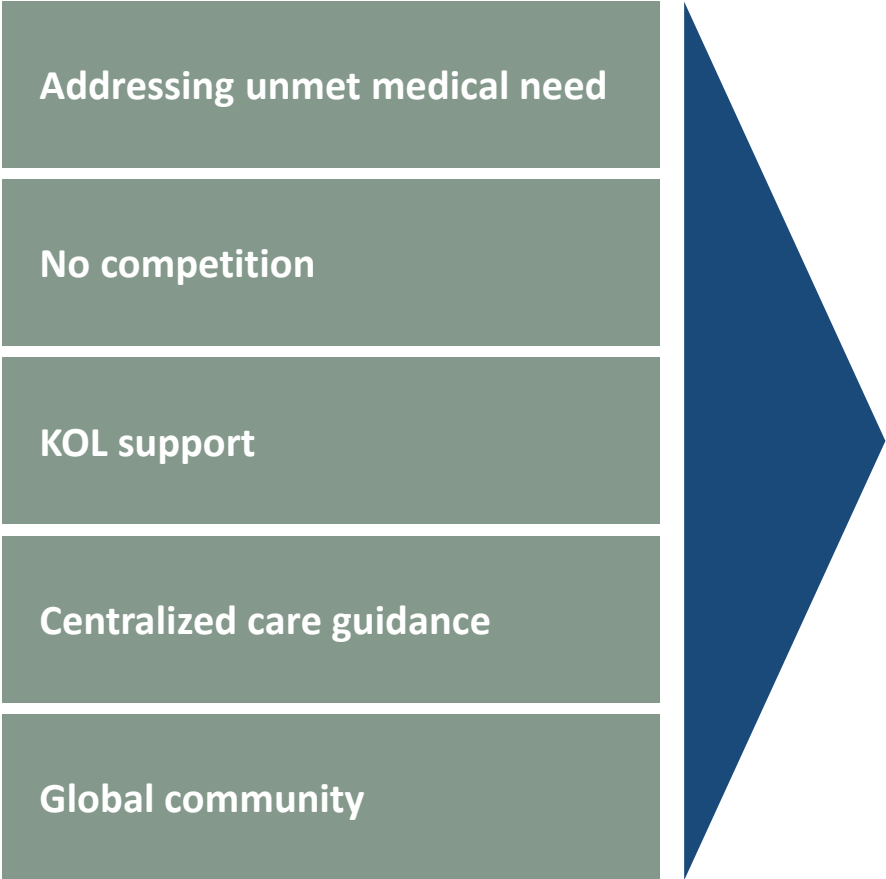 Addressing unmet medical need
No competition
KOL support
Centralized care guidance
Global community